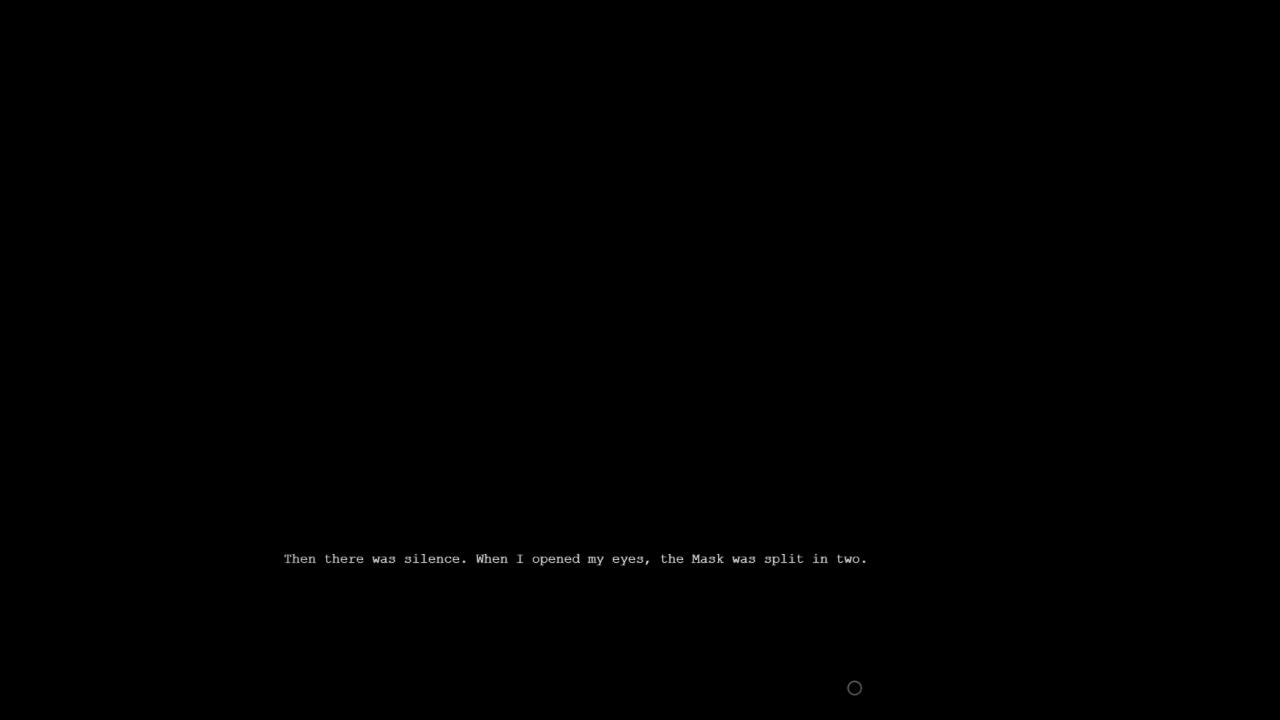 Then there was silence. When I opened my eyes, the Mask was split in two.